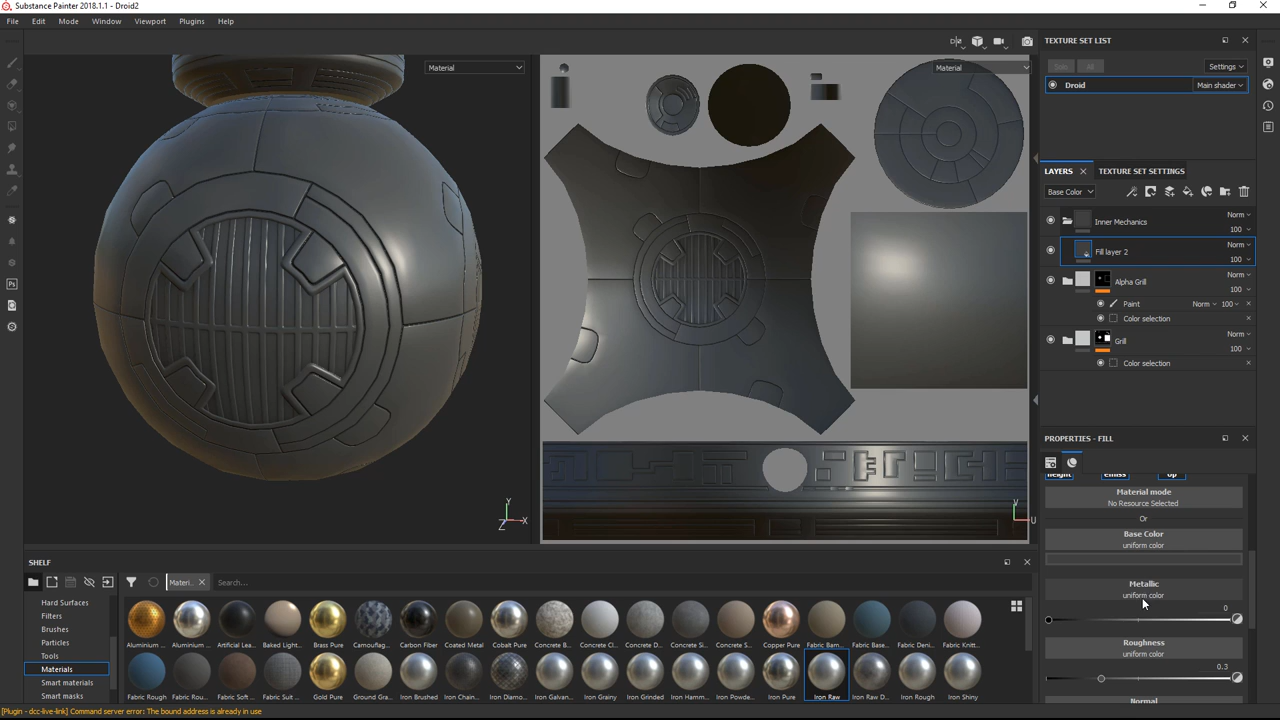 Substance Painter 2018.1.1 - Droid2
File Edit Mode Window Viewport Plugins Help
Material
Material
TEXTURE SET LIST
Solo All Settings
Droid Main shader
LAYERS TEXTURE SET SETTINGS
Base Color
Inner Mechanics Norm
100
Fill layer 2 Norm
100
Alpha Grill Norm
100
Paint Norm 100
Color selection
Grill Norm
100
Color selection
PROPERTIES - FILL
height emiss op
Material mode
No Resource Selected
Or
Base Color
uniform color
Metallic
uniform color
0
Roughness
uniform color
0.3
Normal
Y
Z X
V
U
SHELF
Materi... Search...
Hard Surfaces
Filters
Brushes
Particles
Tools
Materials
Smart materials
Smart masks
Aluminium ... Aluminium ... Artificial Lea... Baked Light... Brass Pure Camouflag... Carbon Fiber Coated Metal Cobalt Pure Concrete B... Concrete Cl... Concrete D... Concrete S... Concrete S... Copper Pure Fabric Bam... Fabric Base... Fabric Deni... Fabric Knitt...
Fabric Rough Fabric Rou... Fabric Soft ... Fabric Suit ... Gold Pure Ground Gra... Iron Brushed Iron Chain... Iron Diamo... Iron Galvan... Iron Grainy Iron Grinded Iron Hamm... Iron Powde... Iron Pure Iron Raw Iron Raw D... Iron Rough Iron Shiny
[Plugin - dcc-live-link] Command server error: The bound address is already in use